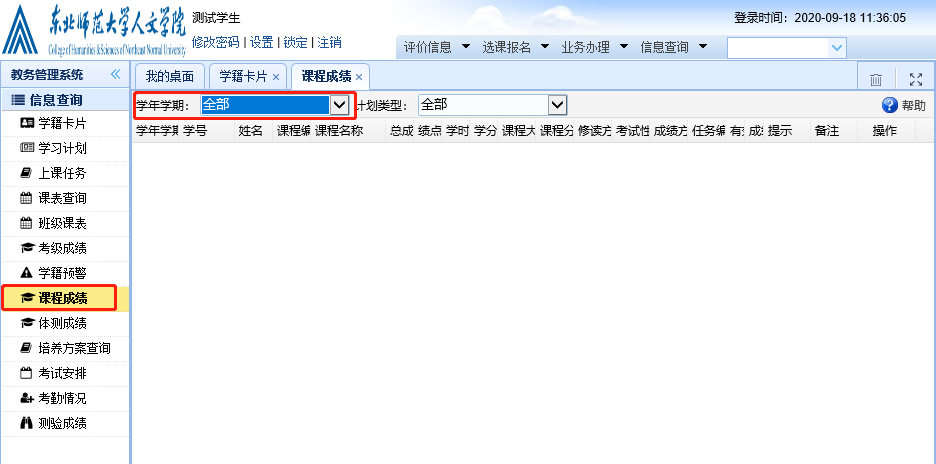 东北师范大学人文学院
College of Humanities & Sciences of Northeast Normal University
测试学生
修改密码 | 设置 | 锁定 | 注销
登录时间：2020-09-18 11:36:05
评价信息 选课报名 业务办理 信息查询
教务管理系统
我的桌面 学籍卡片 × 课程成绩 ×
信息查询
学年学期： 全部 计划类型： 全部 帮助
学年学期 学号 姓名 课程编 课程名称 总成 绩点 学时 学分 课程大 课程分 修读方 考试性 成绩方 任务编 有效 成绩 提示 备注 操作
学籍卡片
学习计划
上课任务
课表查询
班级课表
考级成绩
学籍预警
课程成绩
体测成绩
培养方案查询
考试安排
考勤情况
测验成绩